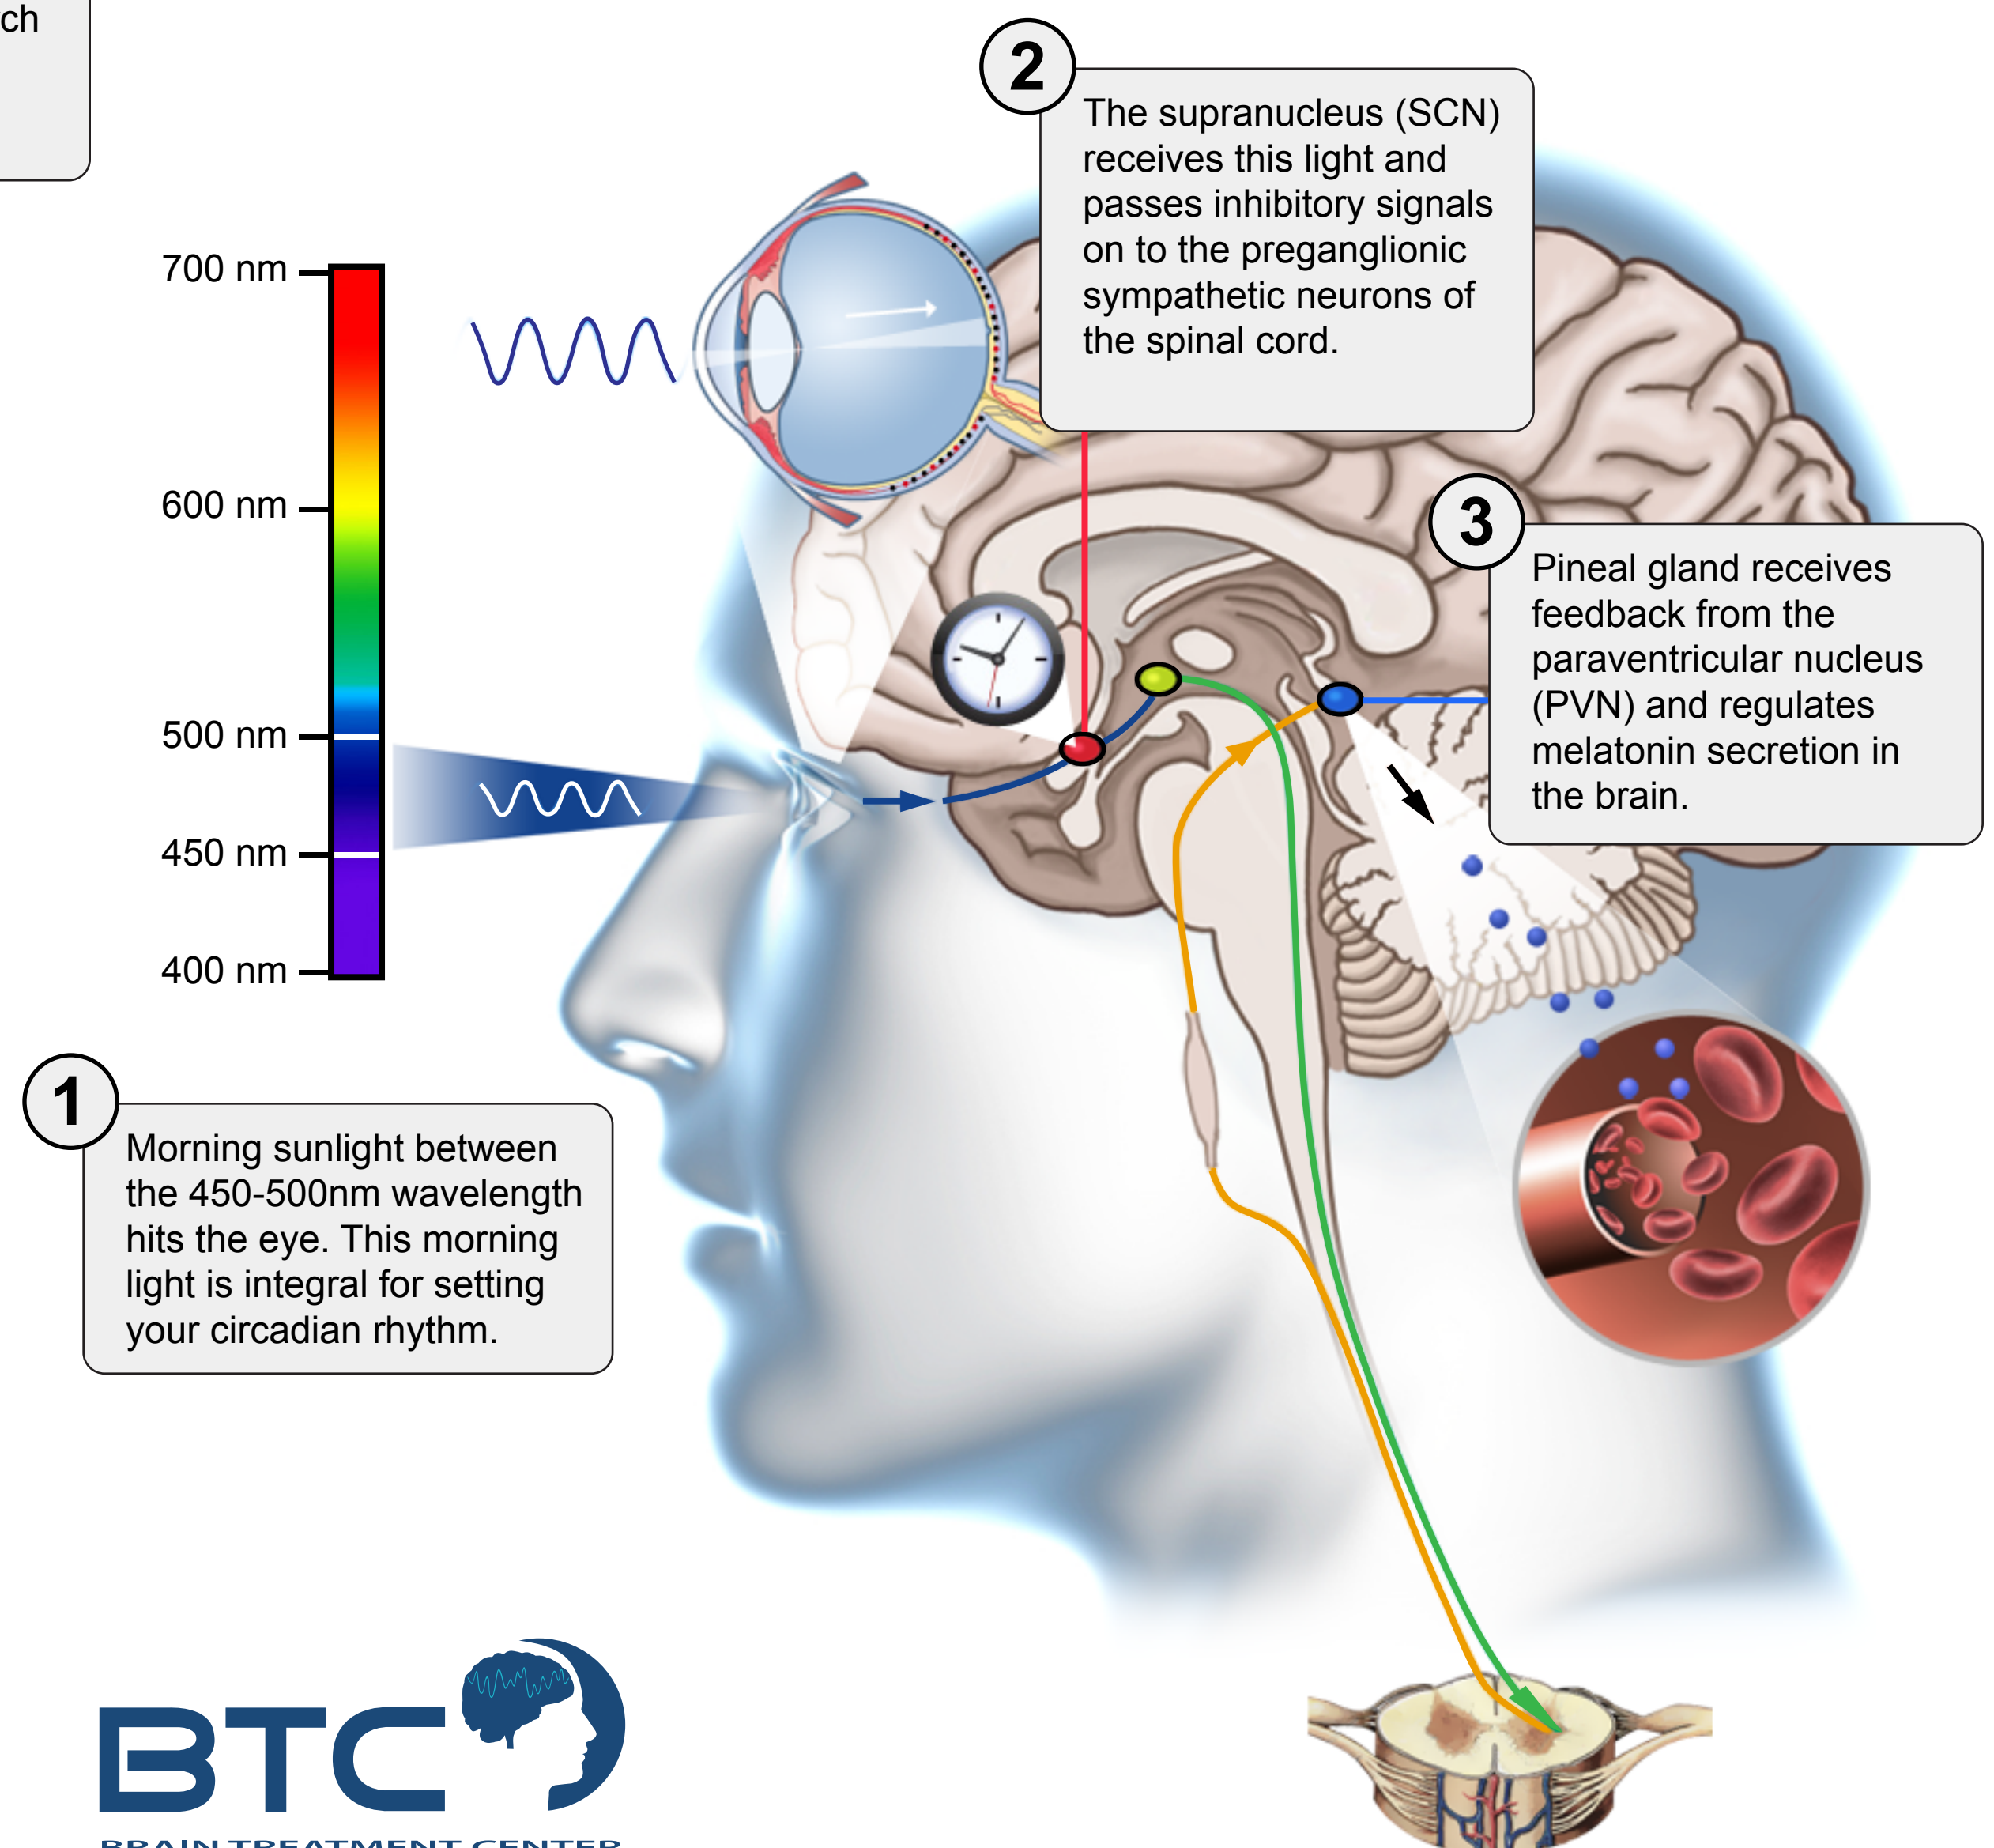 ch
2
The supranucleus (SCN)
receives this light and
passes inhibitory signals
on to the preganglionic
sympathetic neurons of
the spinal cord.
700 nm
600 nm
500 nm
450 nm
400 nm
3
Pineal gland receives
feedback from the
paraventricular nucleus
(PVN) and regulates
melatonin secretion in
the brain.
1
Morning sunlight between
the 450-500nm wavelength
hits the eye. This morning
light is integral for setting
your circadian rhythm.
BTC
BRAIN TREATMENT CENTER